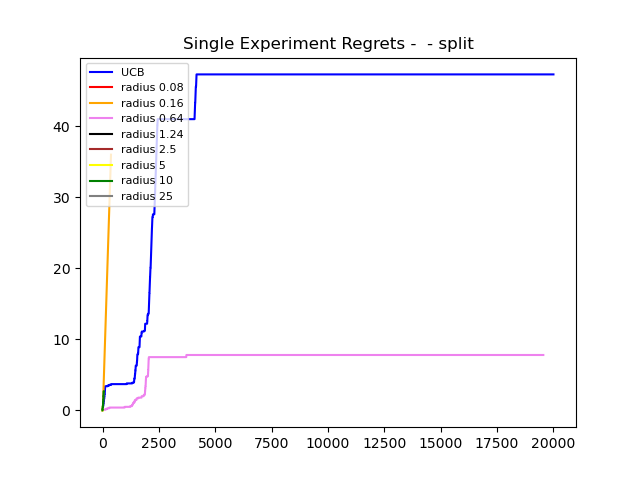 Single Experiment Regrets -  - split
UCB
radius 0.08
radius 0.16
radius 0.64
radius 1.24
radius 2.5
radius 5
radius 10
radius 25
40
30
20
10
0
0 2500 5000 7500 10000 12500 15000 17500 20000